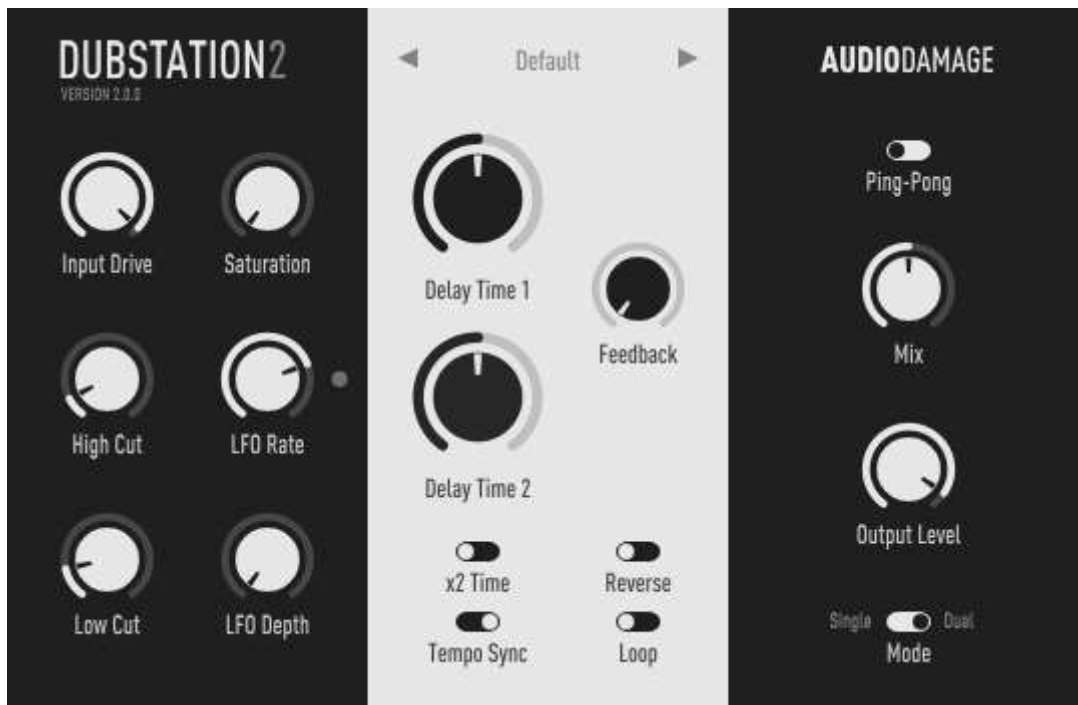 DUBSTATION2
VERSION 2.0.0
Input Drive
Saturation
High Cut
LFO Rate
Low Cut
LFO Depth
Default
Delay Time 1
Feedback
Delay Time 2
x2 Time
Reverse
Tempo Sync
Loop
AUDIODAMAGE
Ping-Pong
Mix
Output Level
Single
Dual
Mode